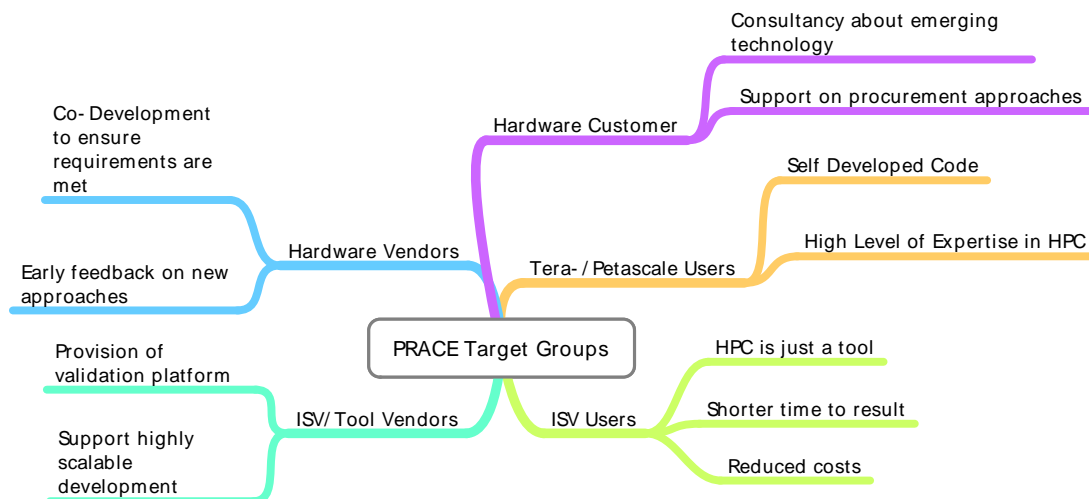 Consultancy about emerging
technology
Support on procurement approaches
Hardware Customer
Self Developed Code
High Level of Expertise in HPC
Tera- / Petascale Users
Co- Development
to ensure
requirements are
met
Early feedback on new
approaches
Hardware Vendors
PRACE Target Groups
Provision of
validation platform
Support highly
scalable
development
ISV/ Tool Vendors
HPC is just a tool
Shorter time to result
Reduced costs
ISV Users